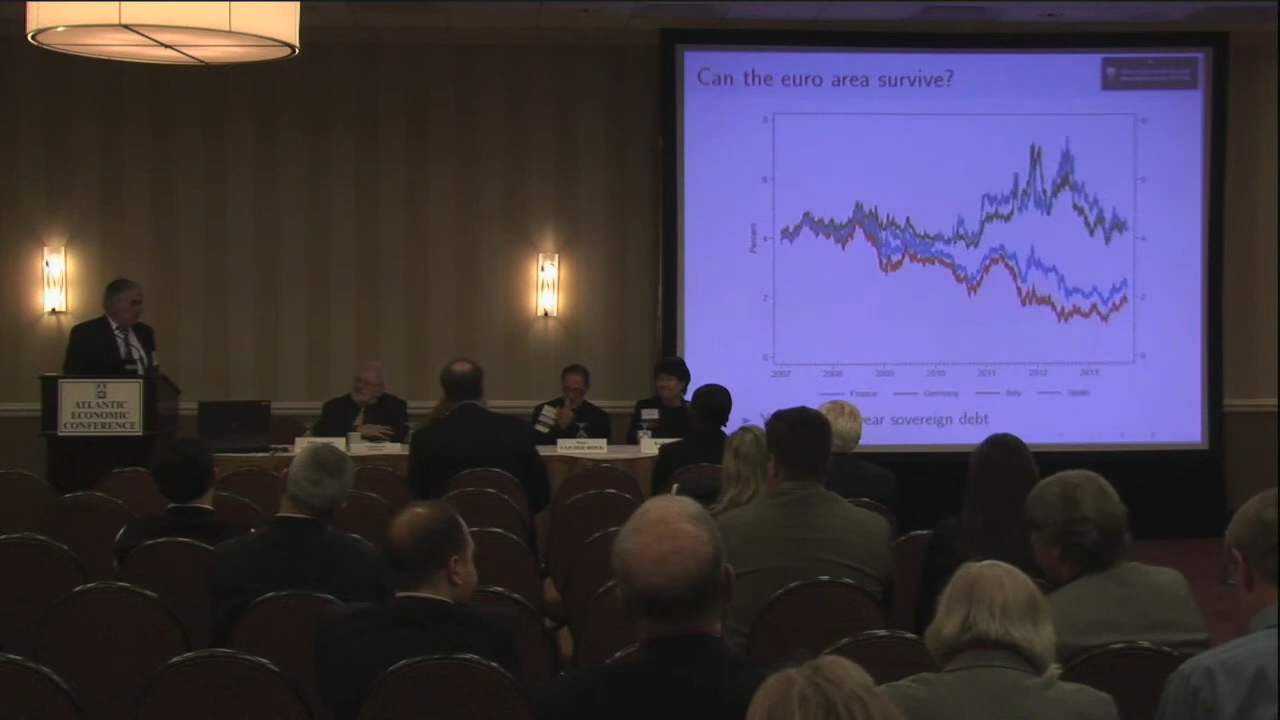 Can the euro area survive?
8
6
4
2
0
Percent
2007 2008 2009 2010 2011 2012 2013
France Germany Italy Spain
ear sovereign debt
ATLANTIC
ECONOMIC
CONFERENCE